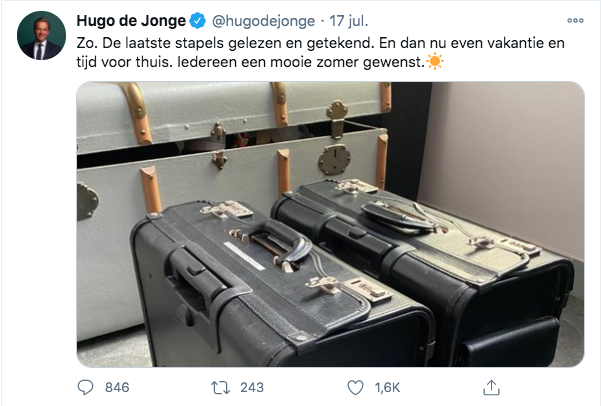 Hugo de Jonge @hugodejonge · 17 jul.
Zo. De laatste stapels gelezen en getekend. En dan nu even vakantie en
tijd voor thuis. Iedereen een mooie zomer gewenst.☀️
846 243 1,6K